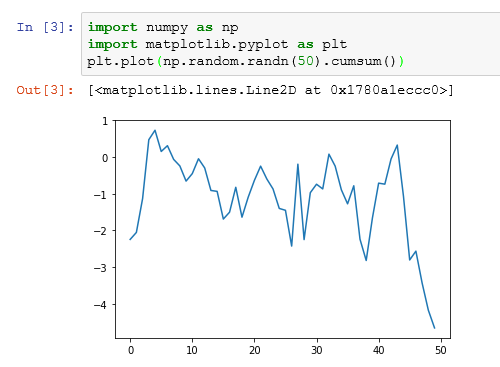 In [3]: import numpy as np
import matplotlib.pyplot as plt
plt.plot(np.random.randn(50).cumsum())
Out[3]: [<matplotlib.lines.Line2D at 0x1780a1eccc0>]
1
0
−1
−2
−3
−4
0 10 20 30 40 50